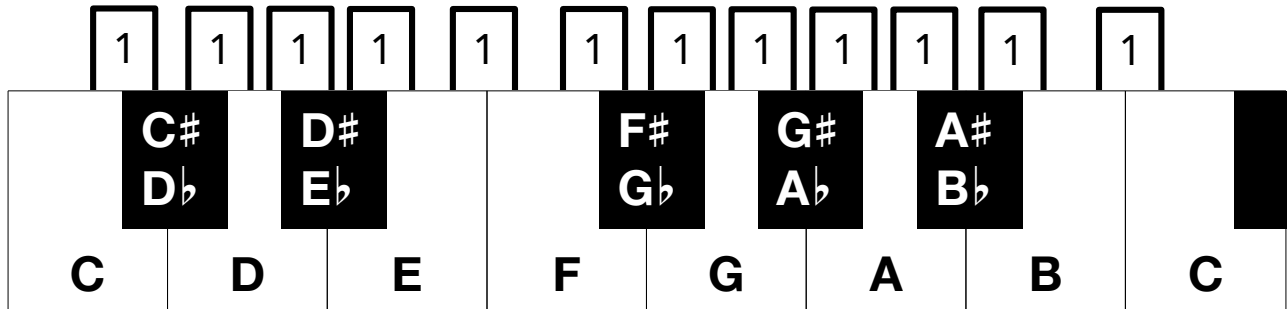 1 1 1 1 1 1 1 1 1 1 1 1
C♯ D♯ F♯ G♯ A♯
D♭ E♭ G♭ A♭ B♭
C D E F G A B C